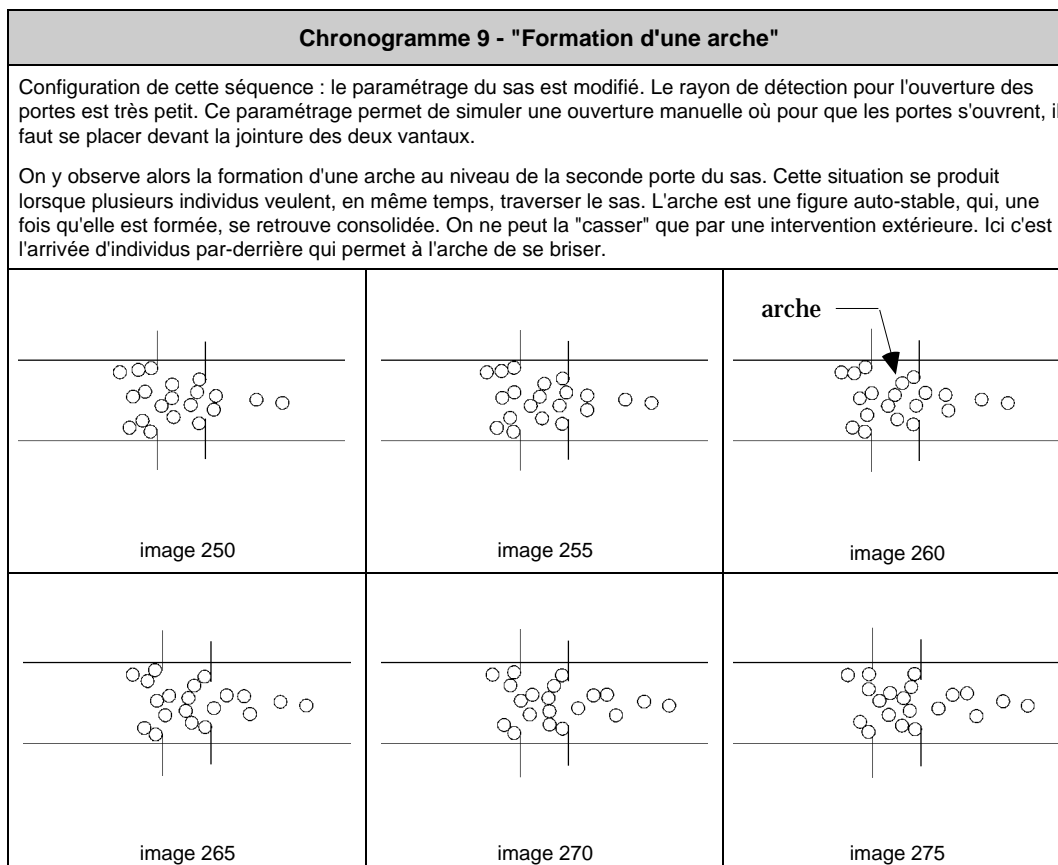 Chronogramme 9 - "Formation d'une arche"
Configuration de cette séquence : le paramétrage du sas est modifié. Le rayon de détection pour l'ouverture des
portes est très petit. Ce paramétrage permet de simuler une ouverture manuelle où pour que les portes s'ouvrent, il
faut se placer devant la jointure des deux vantaux.
On y observe alors la formation d'une arche au niveau de la seconde porte du sas. Cette situation se produit
lorsque plusieurs individus veulent, en même temps, traverser le sas. L'arche est une figure auto-stable, qui, une
fois qu'elle est formée, se retrouve consolidée. On ne peut la "casser" que par une intervention extérieure. Ici c'est
l'arrivée d'individus par-derrière qui permet à l'arche de se briser.
arche
image 250
image 255
image 260
image 265
image 270
image 275